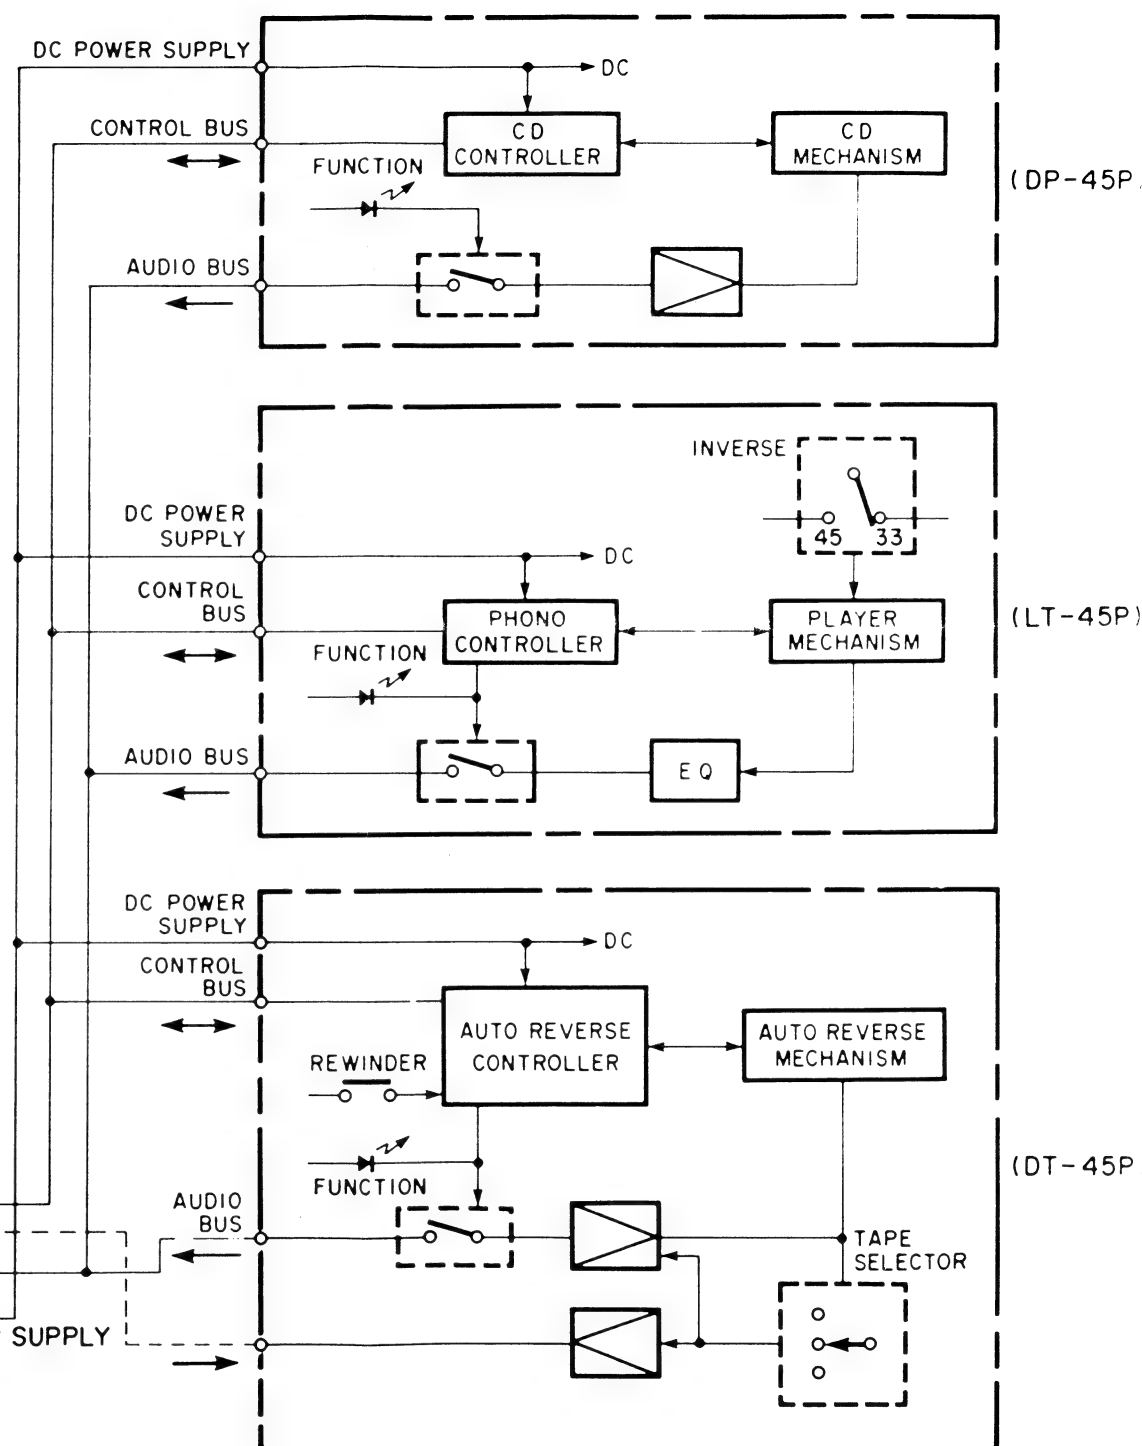 DC POWER SUPPLY
DC
CONTROL BUS
CD
CONTROLLER
CD
MECHANISM
(DP-45P
FUNCTION
AUDIO BUS
INVERSE
45 33
DC POWER
SUPPLY
DC
CONTROL
BUS
PHONO
CONTROLLER
PLAYER
MECHANISM
(LT-45P)
FUNCTION
AUDIO BUS
EQ
DC POWER
SUPPLY
DC
CONTROL
BUS
AUTO REVERSE
CONTROLLER
AUTO REVERSE
MECHANISM
REWINDER
(DT-45P
FUNCTION
AUDIO
BUS
TAPE
SELECTOR
SUPPLY